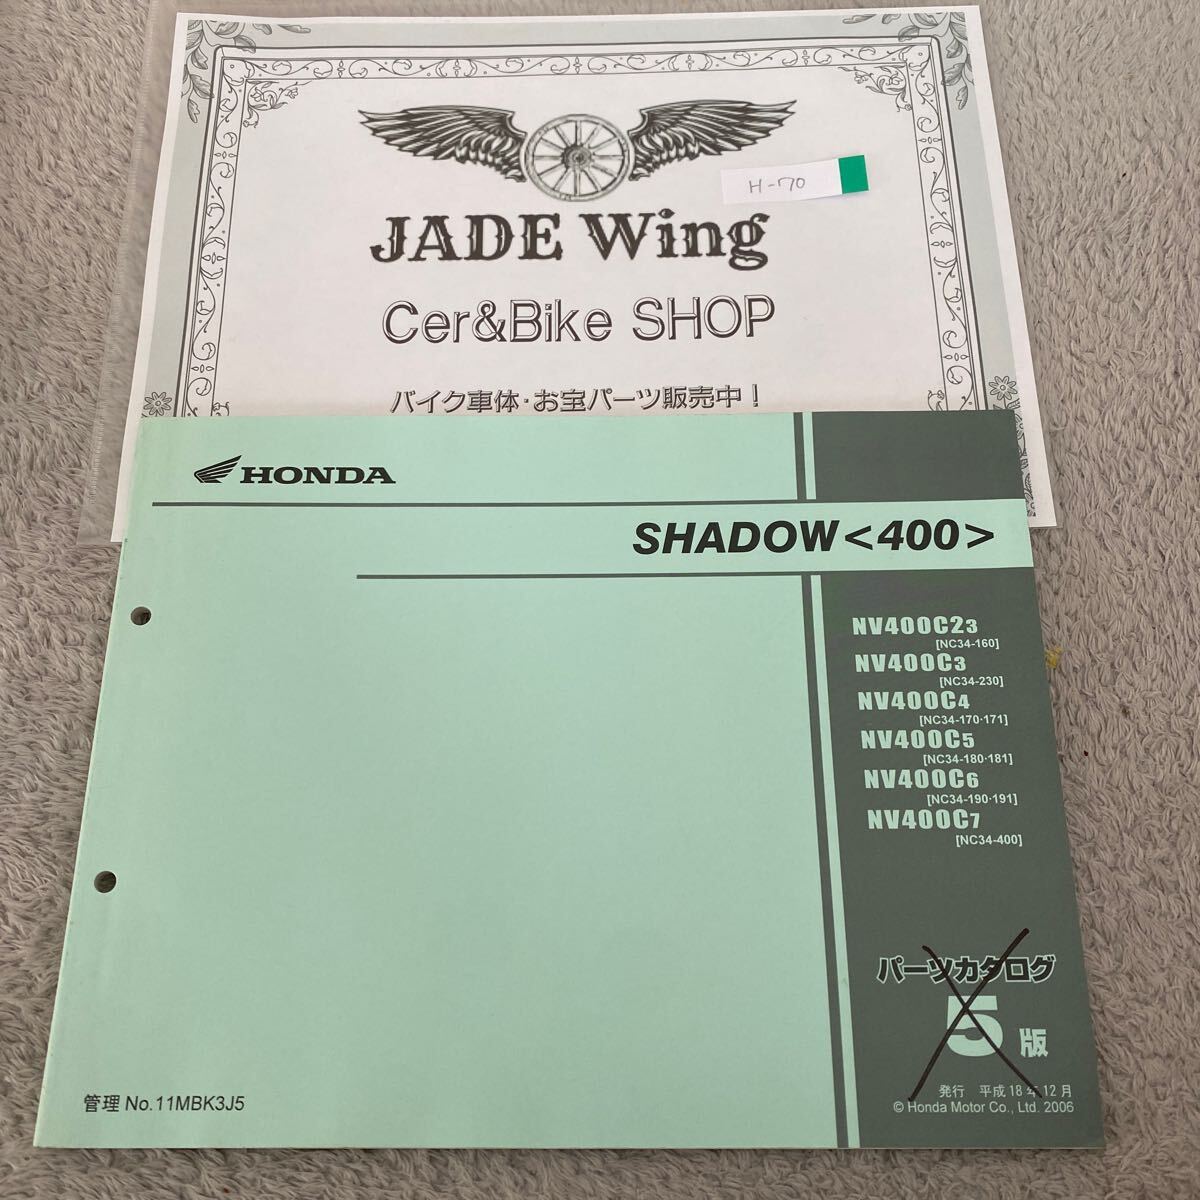 H-70
JADE Wing
Cer&Bike SHOP
バイク車体・お宝パーツ販売中！
HONDA
SHADOW<400>
NV400C23
[NC34-160]
NV400C3
[NC34-230]
NV400C4
[NC34-170·171]
NV400C5
[NC34-180·181]
NV400C6
[NC34-190·191]
NV400C7
[NC34-400]
パーツカタログ
5版
発行 平成18年12月
© Honda Motor Co., Ltd. 2006
管理 No.11MBK3J5